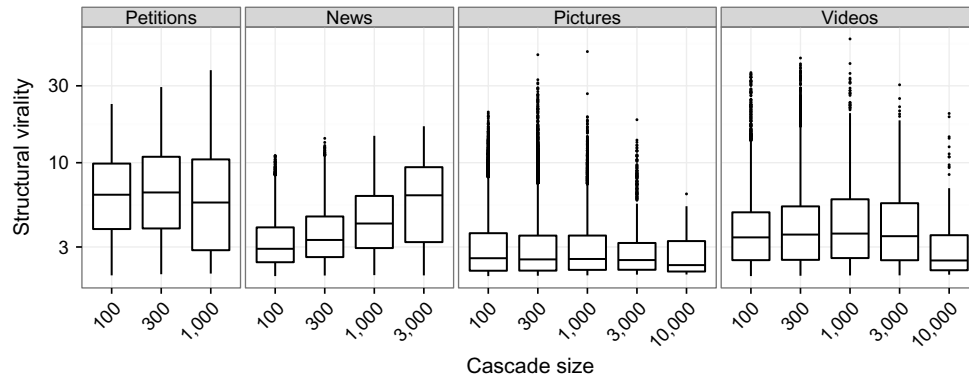 Petitions News Pictures Videos
Structural virality
30
10
3
100 300 1,000 100 300 1,000 3,000 100 300 1,000 3,000 10,000 100 300 1,000 3,000 10,000
Cascade size